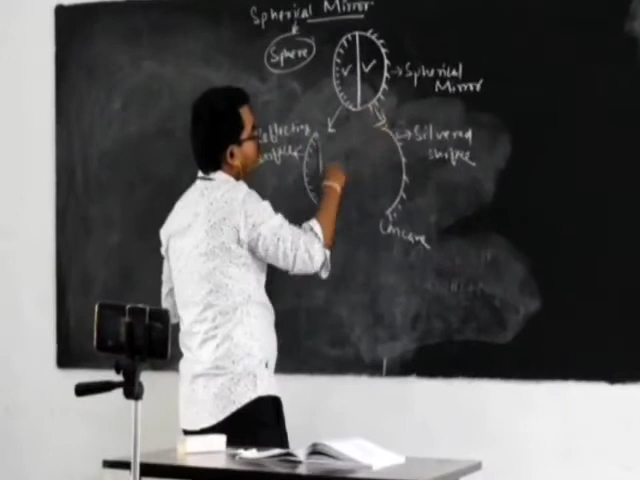 Spherical Mirror
Sphere
Spherical
Mirror
Reflecting
surface
Silvered
surface
Concave